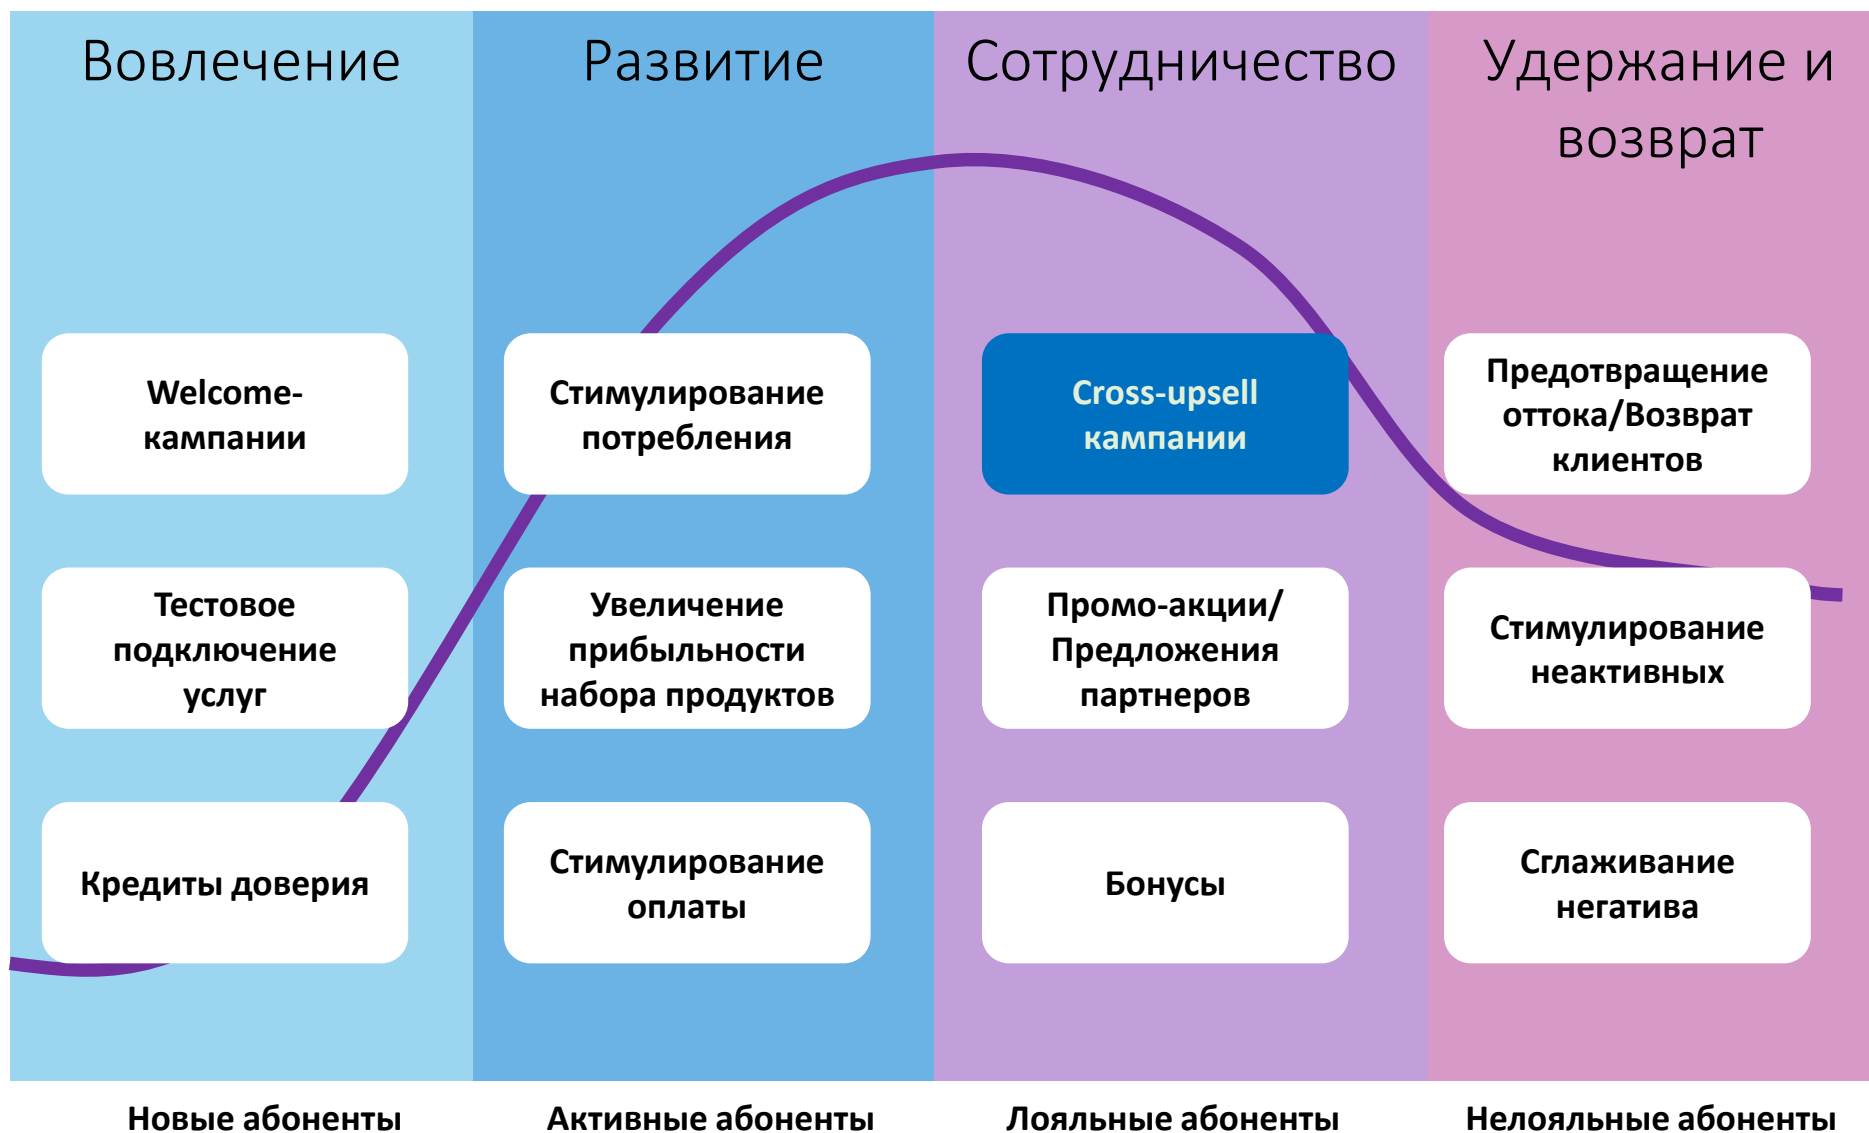 Вовлечение
Развитие
Сотрудничество
Удержание и
возврат
Welcome-
кампании
Стимулирование
потребления
Cross-upsell
кампании
Предотвращение
оттока/Возврат
клиентов
Тестовое
подключение
услуг
Увеличение
прибыльности
набора продуктов
Промо-акции/
Предложения
партнеров
Стимулирование
неактивных
Кредиты доверия
Стимулирование
оплаты
Бонусы
Сглаживание
негатива
Новые абоненты
Активные абоненты
Лояльные абоненты
Нелояльные абоненты